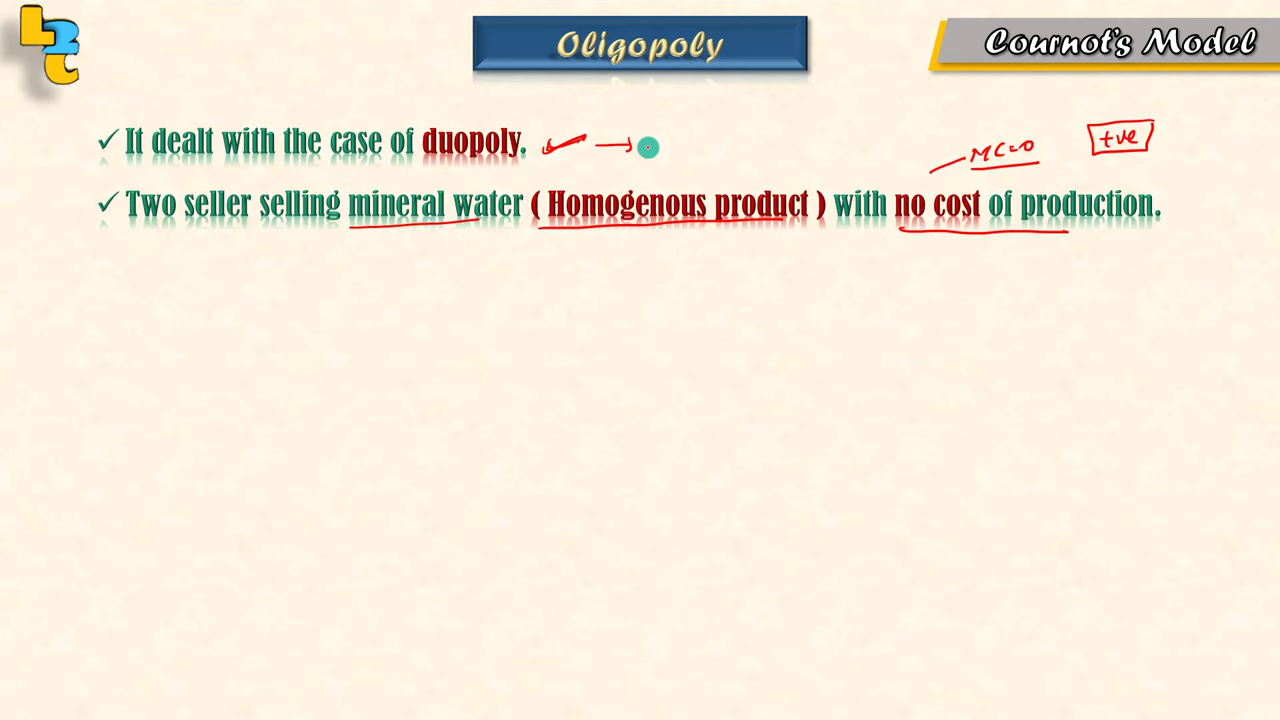 L2C
Oligopoly
Cournot's Model
✓ It dealt with the case of duopoly.
MC=0
+ve
✓ Two seller selling mineral water ( Homogenous product ) with no cost of production.